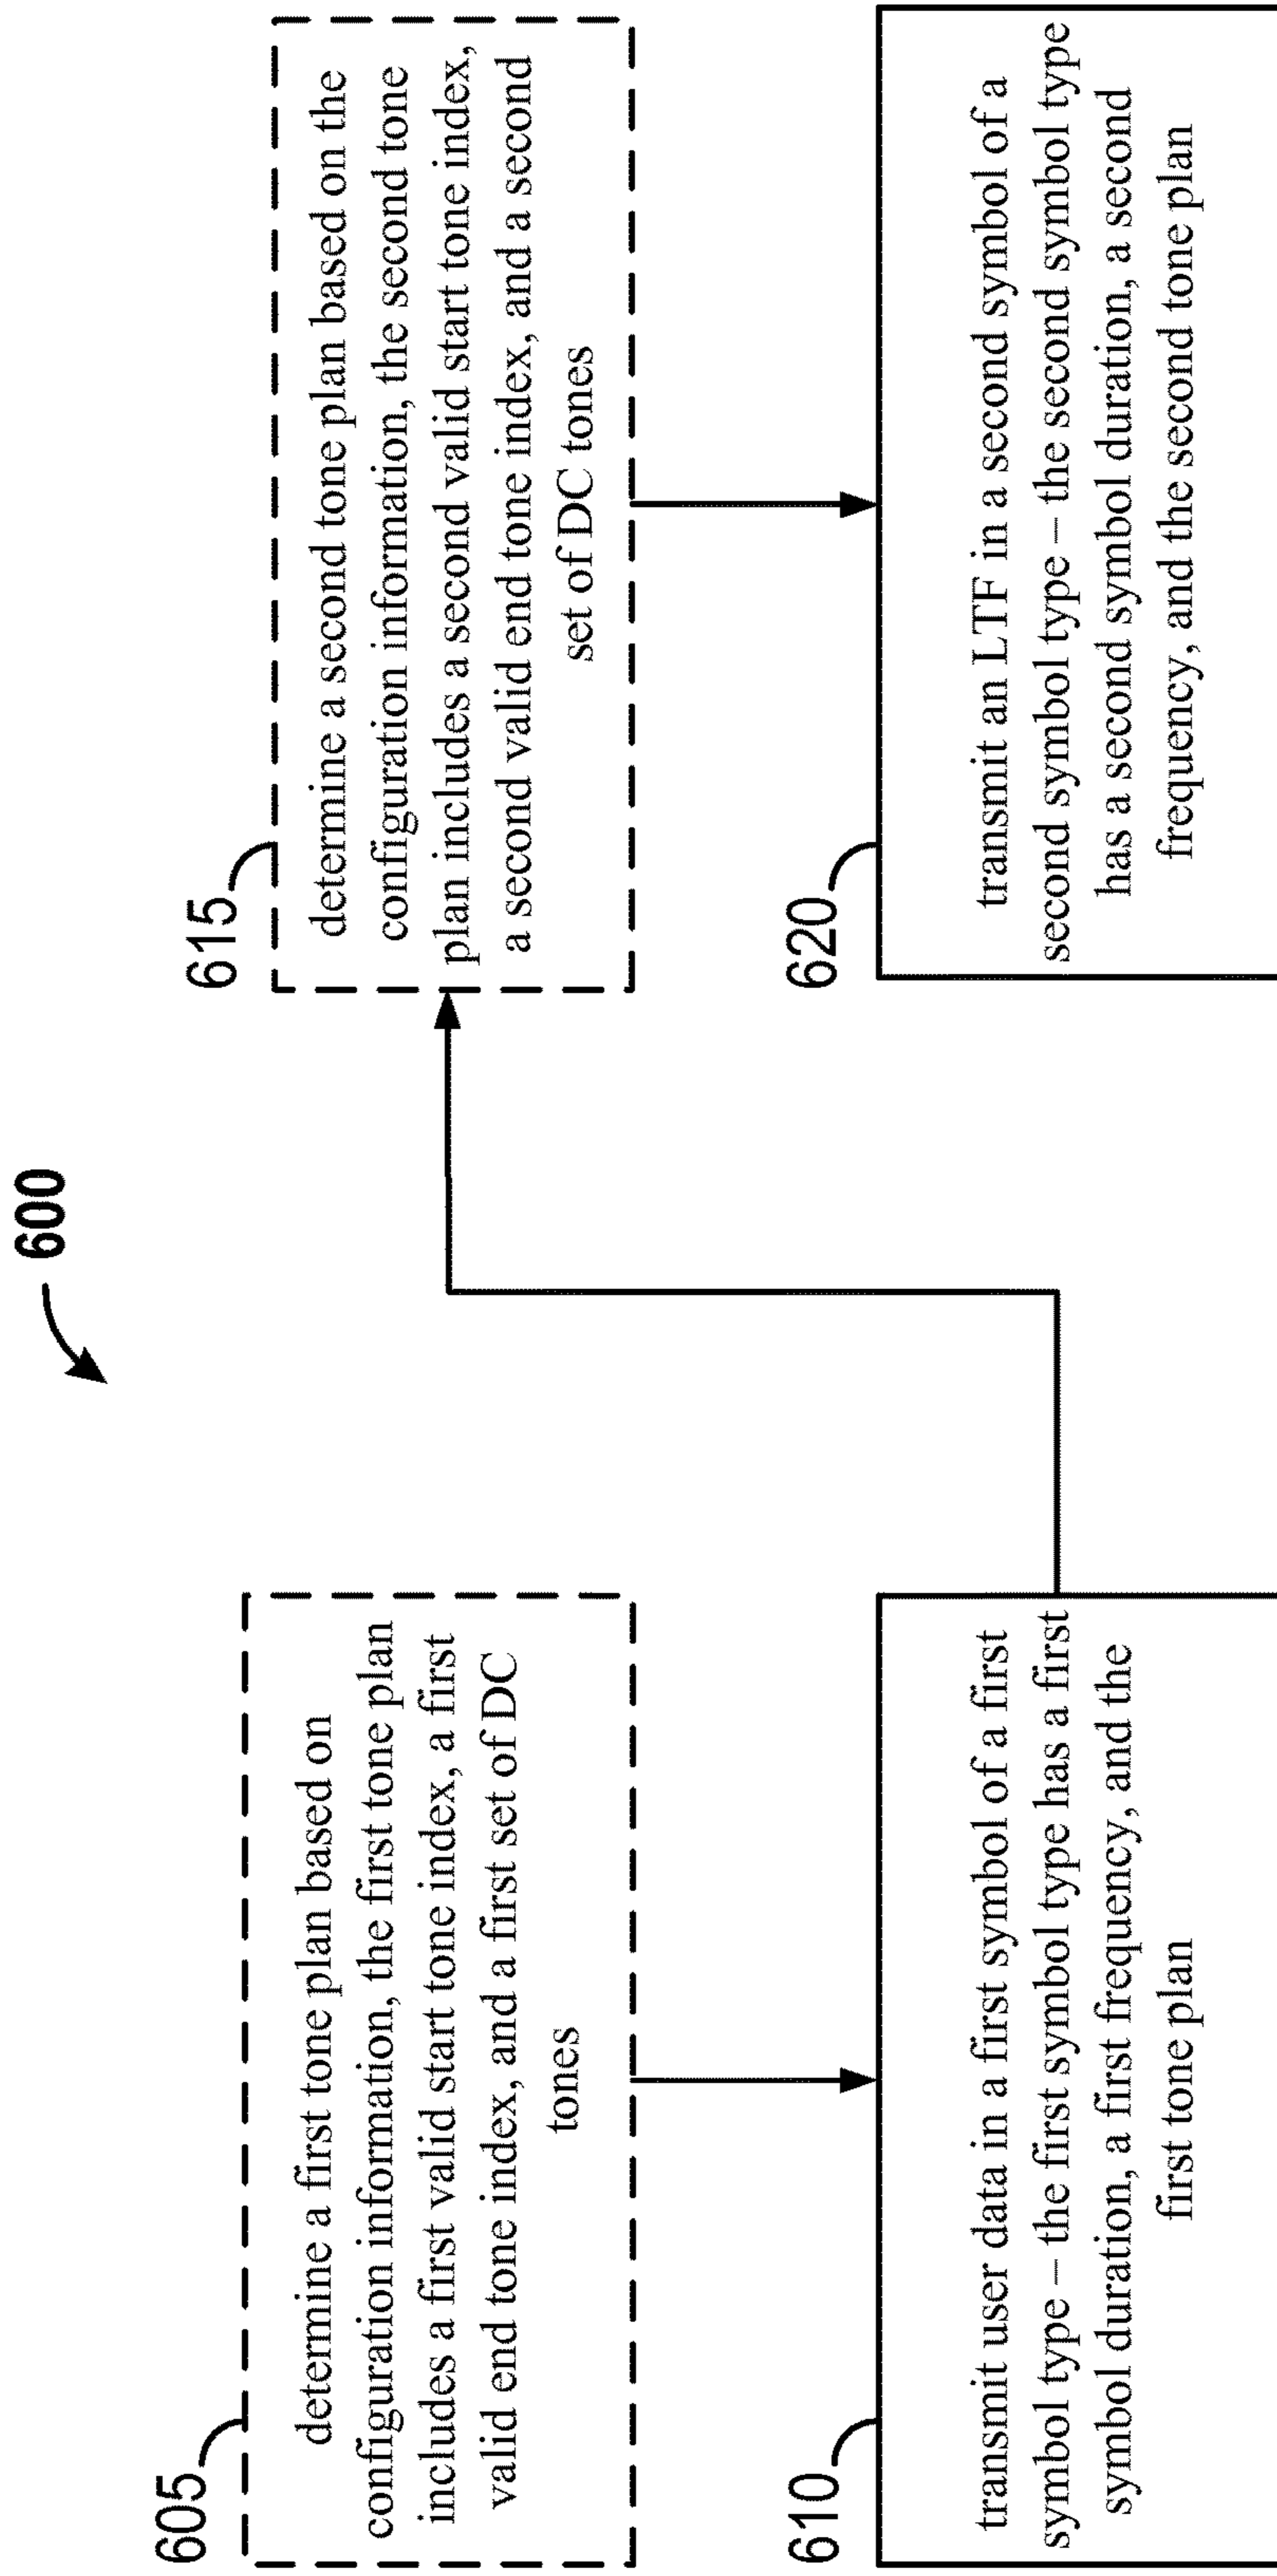 600
605
determine a first tone plan based on
configuration information, the first tone plan
includes a first valid start tone index, a first
valid end tone index, and a first set of DC
tones
610
transmit user data in a first symbol of a first
symbol type – the first symbol type has a first
symbol duration, a first frequency, and the
first tone plan
615
determine a second tone plan based on the
configuration information, the second tone
plan includes a second valid start tone index,
a second valid end tone index, and a second
set of DC tones
620
transmit an LTF in a second symbol of a
second symbol type – the second symbol type
has a second symbol duration, a second
frequency, and the second tone plan